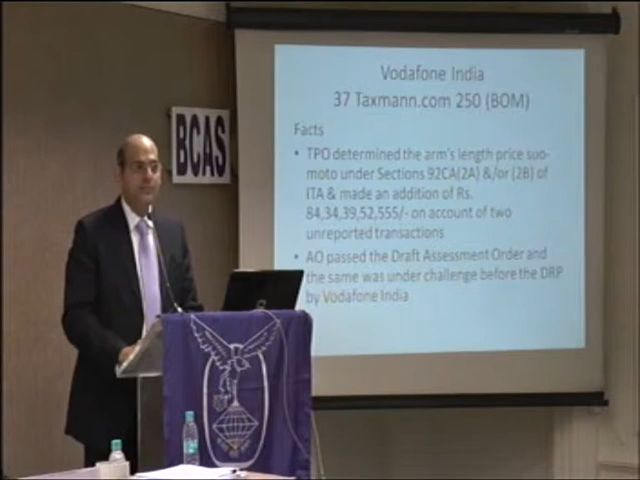 BCAS
Vodafone India
37 Taxmann.com 250 (BOM)
Facts
• TPO determined the arm's length price suo-
moto under Sections 92CA(2A) &/or (2B) of
ITA & made an addition of Rs.
84,34,39,52,555/- on account of two
unreported transactions
• AO passed the Draft Assessment Order and
the same was under challenge before the DRP
by Vodafone India